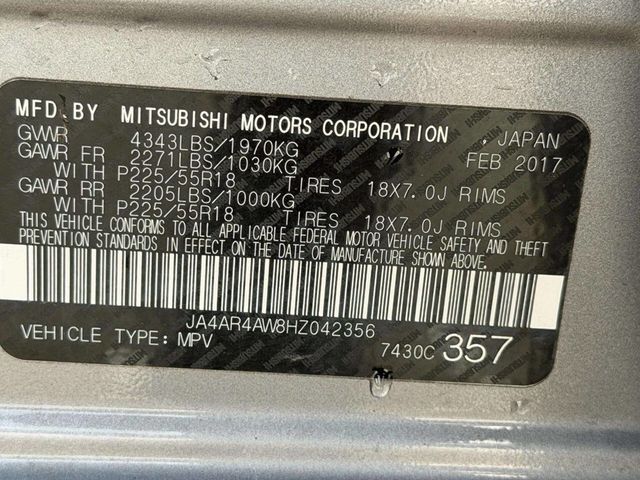 MFD.BY MITSUBISHI MOTORS CORPORATION , JAPAN
GVWR 4343LBS/1970KG FEB 2017
GAWR FR 2271LBS/1030KG
WITH P225/55R18 TIRES 18X7.0J RIMS
GAWR RR 2205LBS/1000KG
WITH P225/55R18 TIRES 18X7.0J RIMS
THIS VEHICLE CONFORMS TO ALL APPLICABLE FEDERAL MOTOR VEHICLE SAFETY AND THEFT
PREVENTION STANDARDS IN EFFECT ON THE DATE OF MANUFACTURE SHOWN ABOVE.
JA4AR4AW8HZ042356
VEHICLE TYPE: MPV 7430C 357